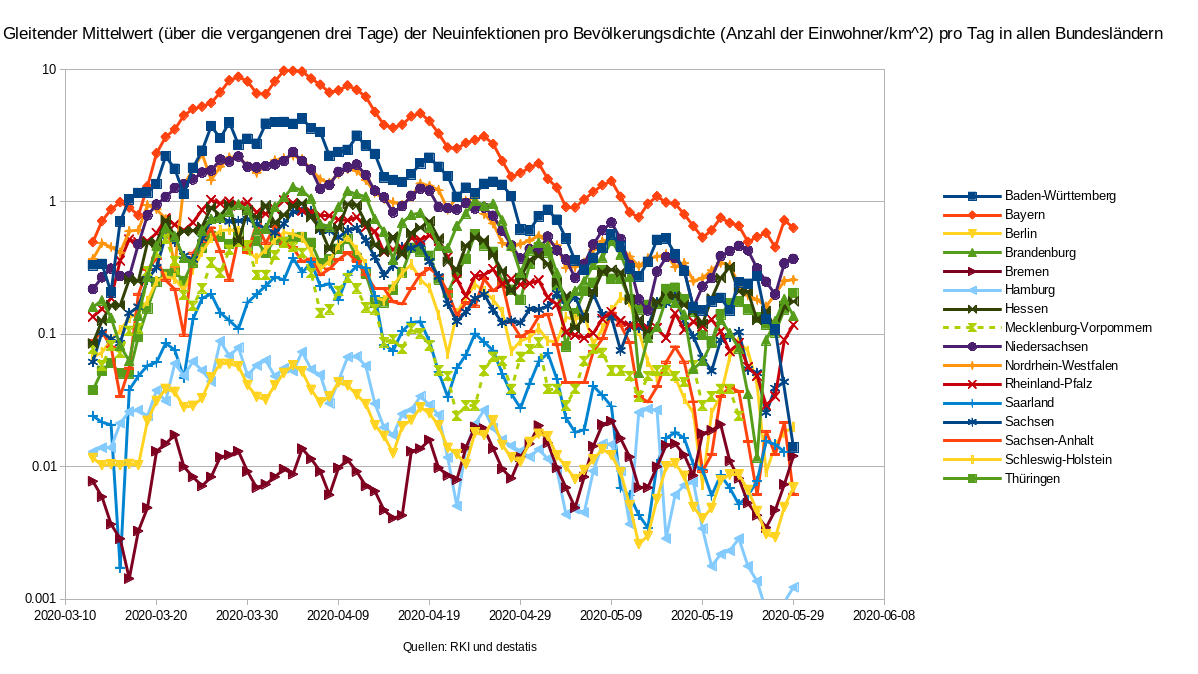 Gleitender Mittelwert (über die vergangenen drei Tage) der Neuinfektionen pro Bevölkerungsdichte (Anzahl der Einwohner/km^2) pro Tag in allen Bundesländern
10
1
0.1
0.01
0.001
2020-03-10 2020-03-20 2020-03-30 2020-04-09 2020-04-19 2020-04-29 2020-05-09 2020-05-19 2020-05-29 2020-06-08
Quellen: RKI und destatis
Baden-Württemberg
Bayern
Berlin
Brandenburg
Bremen
Hamburg
Hessen
Mecklenburg-Vorpommern
Niedersachsen
Nordrhein-Westfalen
Rheinland-Pfalz
Saarland
Sachsen
Sachsen-Anhalt
Schleswig-Holstein
Thüringen